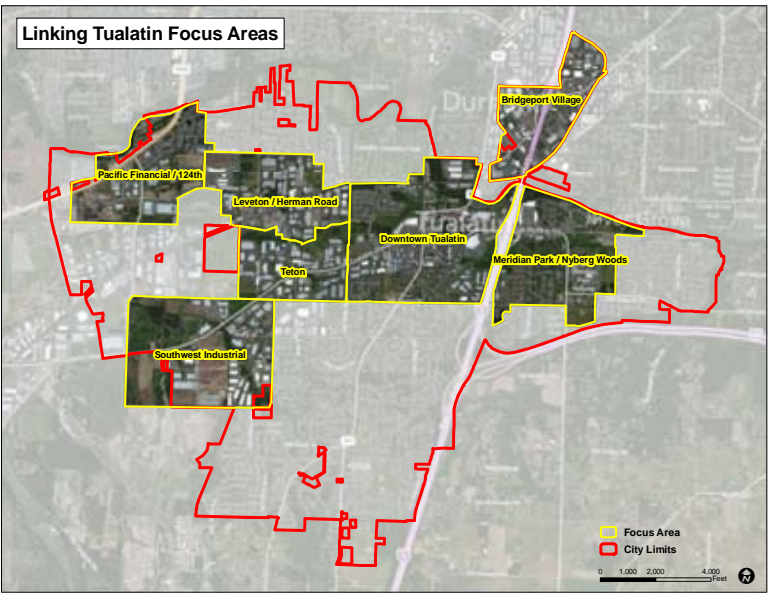 Linking Tualatin Focus Areas
Bridgeport Village
Pacific Financial / 124th
Leveton / Herman Road
Downtown Tualatin
Meridian Park / Nyberg Woods
Teton
Southwest Industrial
Focus Area
City Limits
0 1,000 2,000 4,000
Feet
N